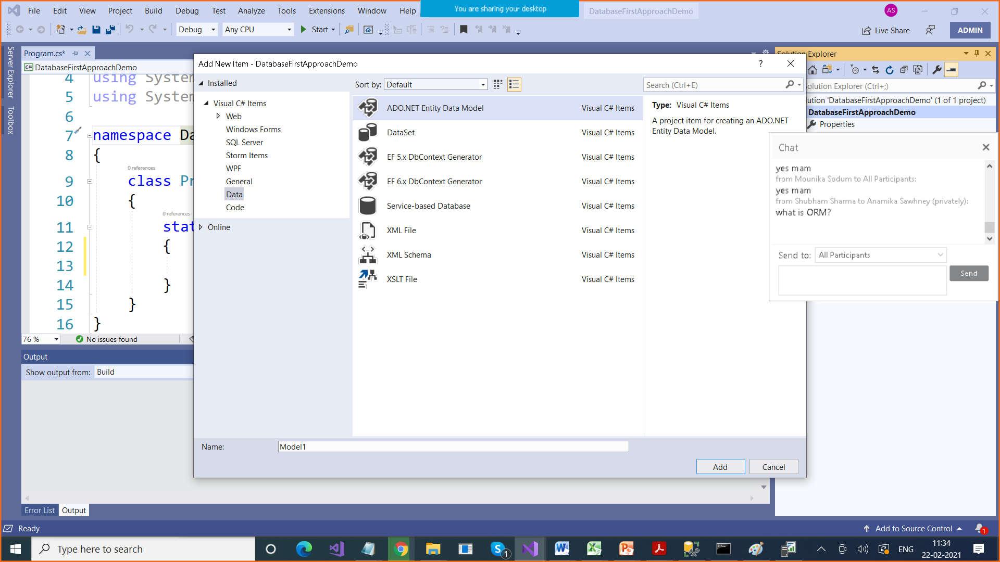 File Edit View Project Build Debug Test Analyze Tools Extensions Window Help
You are sharing your desktop
DatabaseFirstApproachDemo
AS
Debug Any CPU Start
Live Share
ADMIN
Server Explorer
Toolbox
Program.cs*
C# DatabaseFirstApproachDemo
4 using System
5 using System
6
7 namespace Da
8 {
0 references
9 class Pr
10 {
0 references
11 stat
12 {
13
14 }
15 }
16 }
76 % No issues found
Output
Show output from: Build
Error List Output
Add New Item - DatabaseFirstApproachDemo
?
Installed
Visual C# Items
Web
Windows Forms
SQL Server
Storm Items
WPF
General
Data
Code
Online
Sort by: Default
Search (Ctrl+E)
ADO.NET Entity Data Model Visual C# Items
DataSet Visual C# Items
EF 5.x DbContext Generator Visual C# Items
EF 6.x DbContext Generator Visual C# Items
Service-based Database Visual C# Items
XML File Visual C# Items
XML Schema Visual C# Items
XSLT File Visual C# Items
Type: Visual C# Items
A project item for creating an ADO.NET
Entity Data Model.
Name: Model1
Add Cancel
Solution Explorer
Solution Explorer (Ctrl+;)
ution 'DatabaseFirstApproachDemo' (1 of 1 project)
DatabaseFirstApproachDemo
Properties
Chat
yes mam
from Mounika Sodum to All Participants:
yes mam
from Shubham Sharma to Anamika Sawhney (privately):
what is ORM?
Send to: All Participants
Send
Ready
Add to Source Control
1
Type here to search
1
ENG
11:34
22-02-2021